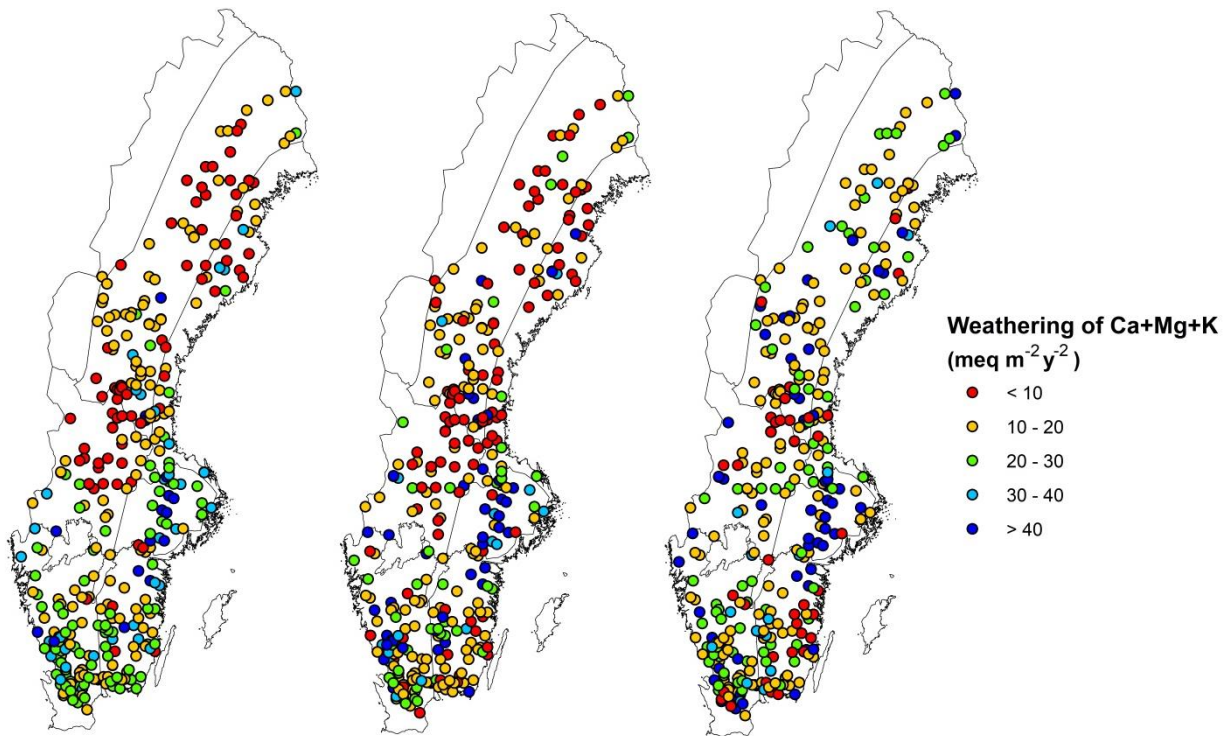 Weathering of Ca+Mg+K
(meq m⁻² y⁻² )
< 10
10 - 20
20 - 30
30 - 40
> 40